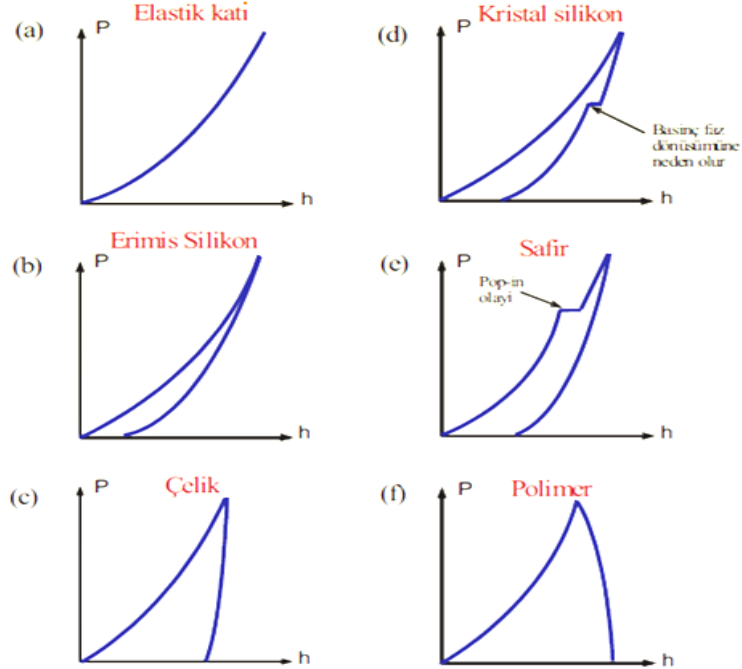 (a)
P
Elastik kati
h
(d)
P
Kristal silikon
Basinç faz
dönüsümüne
neden olur
h
(b)
P
Erimis Silikon
h
(e)
P
Safir
Pop-in
olayi
h
(c)
P
Çelik
h
(f)
P
Polimer
h